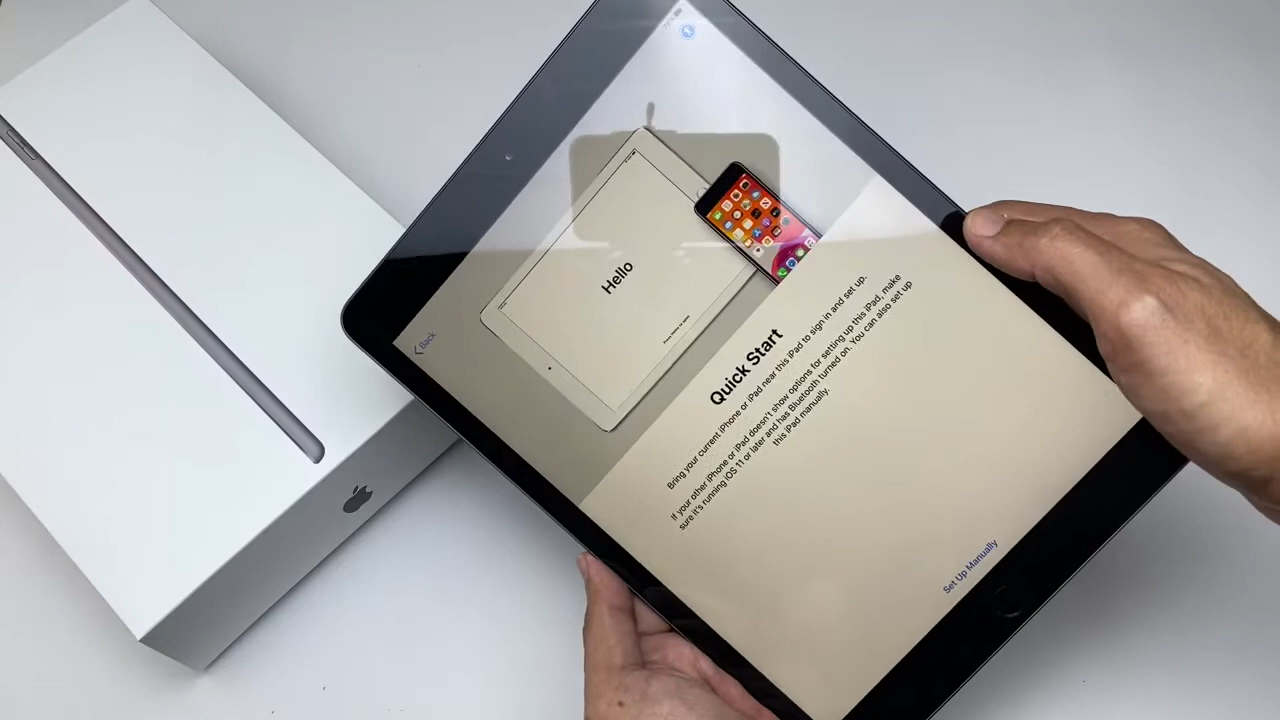 Back
Hello
Quick Start
Bring your current iPhone or iPad near this iPad to sign in and set up.
If your other iPhone or iPad doesn't show options for setting up this iPad, make
sure it's running iOS 11 or later and has Bluetooth turned on. You can also set up
this iPad manually.
Set Up Manually